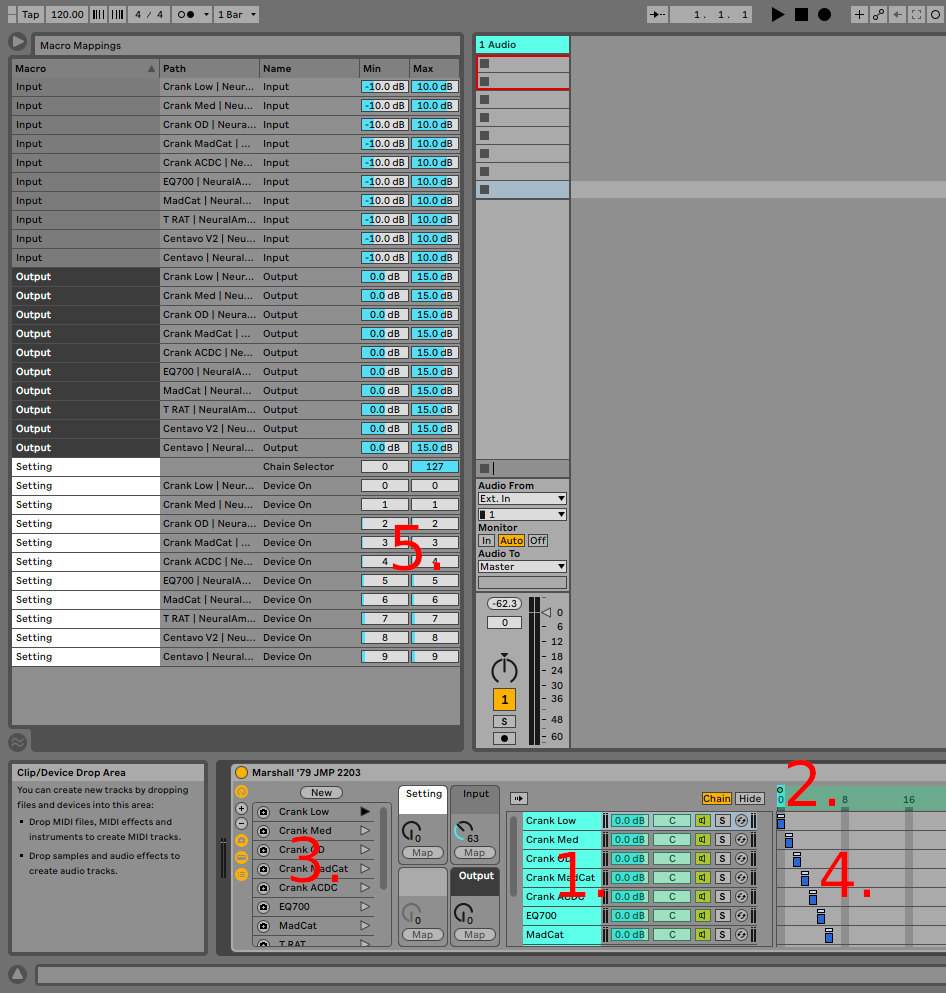 Tap 120.00 4 / 4 1 Bar 1. 1. 1
Macro Mappings
1 Audio
Macro Path Name Min Max
Input Crank Low | Neur... Input -10.0 dB 10.0 dB
Input Crank Med | Neu... Input -10.0 dB 10.0 dB
Input Crank OD | Neura... Input -10.0 dB 10.0 dB
Input Crank MadCat | ... Input -10.0 dB 10.0 dB
Input Crank ACDC | Ne... Input -10.0 dB 10.0 dB
Input EQ700 | NeuralA... Input -10.0 dB 10.0 dB
Input MadCat | Neural... Input -10.0 dB 10.0 dB
Input T RAT | NeuralAm... Input -10.0 dB 10.0 dB
Input Centavo V2 | Neu... Input -10.0 dB 10.0 dB
Input Centavo | Neural... Input -10.0 dB 10.0 dB
Output Crank Low | Neur... Output 0.0 dB 15.0 dB
Output Crank Med | Neu... Output 0.0 dB 15.0 dB
Output Crank OD | Neura... Output 0.0 dB 15.0 dB
Output Crank MadCat | ... Output 0.0 dB 15.0 dB
Output Crank ACDC | Ne... Output 0.0 dB 15.0 dB
Output EQ700 | NeuralA... Output 0.0 dB 15.0 dB
Output MadCat | Neural... Output 0.0 dB 15.0 dB
Output T RAT | NeuralAm... Output 0.0 dB 15.0 dB
Output Centavo V2 | Neu... Output 0.0 dB 15.0 dB
Output Centavo | Neural... Output 0.0 dB 15.0 dB
Setting Chain Selector 0 127
Setting Crank Low | Neur... Device On 0 0
Setting Crank Med | Neu... Device On 1 1
Setting Crank OD | Neura... Device On 2 2
Setting Crank MadCat | ... Device On 3 3
Setting Crank ACDC | Ne... Device On 4 4
Setting EQ700 | NeuralA... Device On 5 5
Setting MadCat | Neural... Device On 6 6
Setting T RAT | NeuralAm... Device On 7 7
Setting Centavo V2 | Neu... Device On 8 8
Setting Centavo | Neural... Device On 9 9
5.
Audio From
Ext. In
1
Monitor
In Auto Off
Audio To
Master
-62.3
0
0
6
12
18
24
30
36
48
60
1
S
Clip/Device Drop Area
You can create new tracks by dropping
files and devices into this area:
Drop MIDI files, MIDI effects and
instruments to create MIDI tracks.
Drop samples and audio effects to
create audio tracks.
Marshall '79 JMP 2203
New
Crank Low
Crank Med
Crank OD
Crank MadCat
Crank ACDC
EQ700
MadCat
T RAT
3.
Setting Input
0 63
Map Map
Output
0 0
Map Map
Chain Hide
0 8 16
2.
Crank Low 0.0 dB C S
Crank Med 0.0 dB C S
Crank OD 0.0 dB C S
Crank MadCat 0.0 dB C S
Crank ACDC 0.0 dB C S
EQ700 0.0 dB C S
MadCat 0.0 dB C S
1.
4.